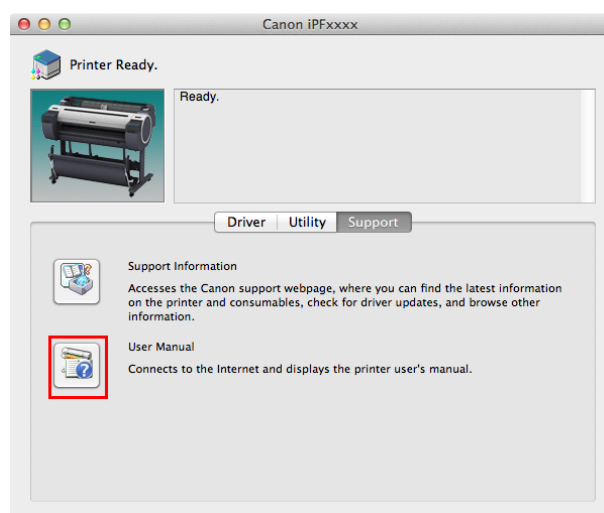 Canon iPFxxxx
Printer Ready.
Ready.
Driver Utility Support
Support Information
Accesses the Canon support webpage, where you can find the latest information
on the printer and consumables, check for driver updates, and browse other
information.
User Manual
Connects to the Internet and displays the printer user's manual.